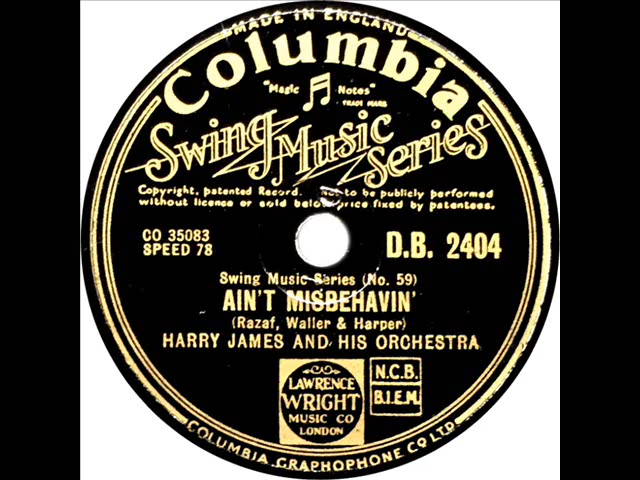 MADE IN ENGLAND
Columbia
"Magic Notes"
TRADE MARK
Swing Music Series
Copyright, patented Record. Not to be publicly performed
without licence or sold below price fixed by patentees.
CO 35083
SPEED 78
D.B. 2404
Swing Music Series (No. 59)
AIN'T MISBEHAVIN'
(Razaf, Waller & Harper)
HARRY JAMES AND HIS ORCHESTRA
LAWRENCE
WRIGHT
MUSIC CO
LONDON
N.C.B.
B.I.E.M.
COLUMBIA GRAPHOPHONE CO LTD.